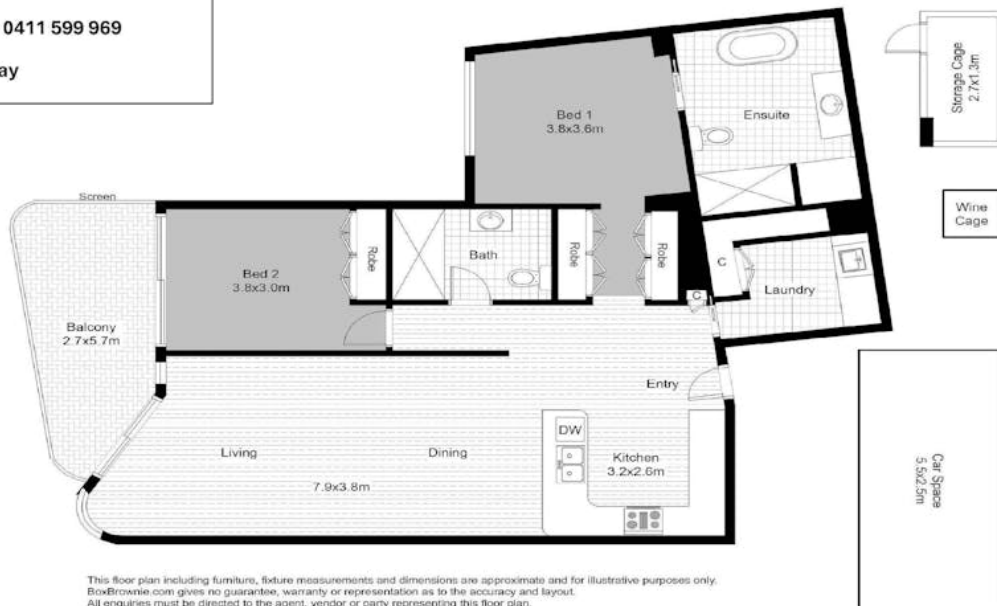 0411 599 969
ay
Bed 1
3.8x3.6m
Ensuite
Storage Cage
2.7x1.3m
Wine
Cage
Screen
Bed 2
3.8x3.0m
Robe
Bath
Robe
Robe
C
Laundry
C
Balcony
2.7x5.7m
Entry
Living
Dining
7.9x3.8m
DW
Kitchen
3.2x2.6m
Car Space
5.5x2.5m
This floor plan including furniture, fixture measurements and dimensions are approximate and for illustrative purposes only.
BoxBrownie.com gives no guarantee, warranty or representation as to the accuracy and layout.
All enquiries must be directed to the agent, vendor or party representing this floor plan.